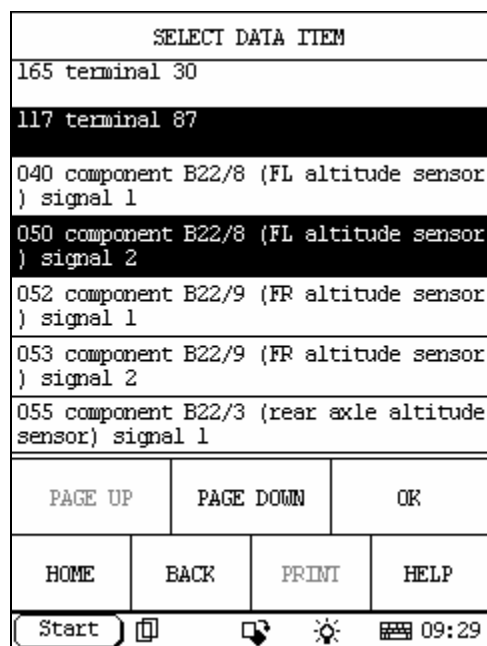 SELECT DATA ITEM
165 terminal 30
117 terminal 87
040 component B22/8 (FL altitude sensor
) signal 1
050 component B22/8 (FL altitude sensor
) signal 2
052 component B22/9 (FR altitude sensor
) signal 1
053 component B22/9 (FR altitude sensor
) signal 2
055 component B22/3 (rear axle altitude
sensor) signal 1
PAGE UP PAGE DOWN OK
HOME BACK PRINT HELP
Start 09:29